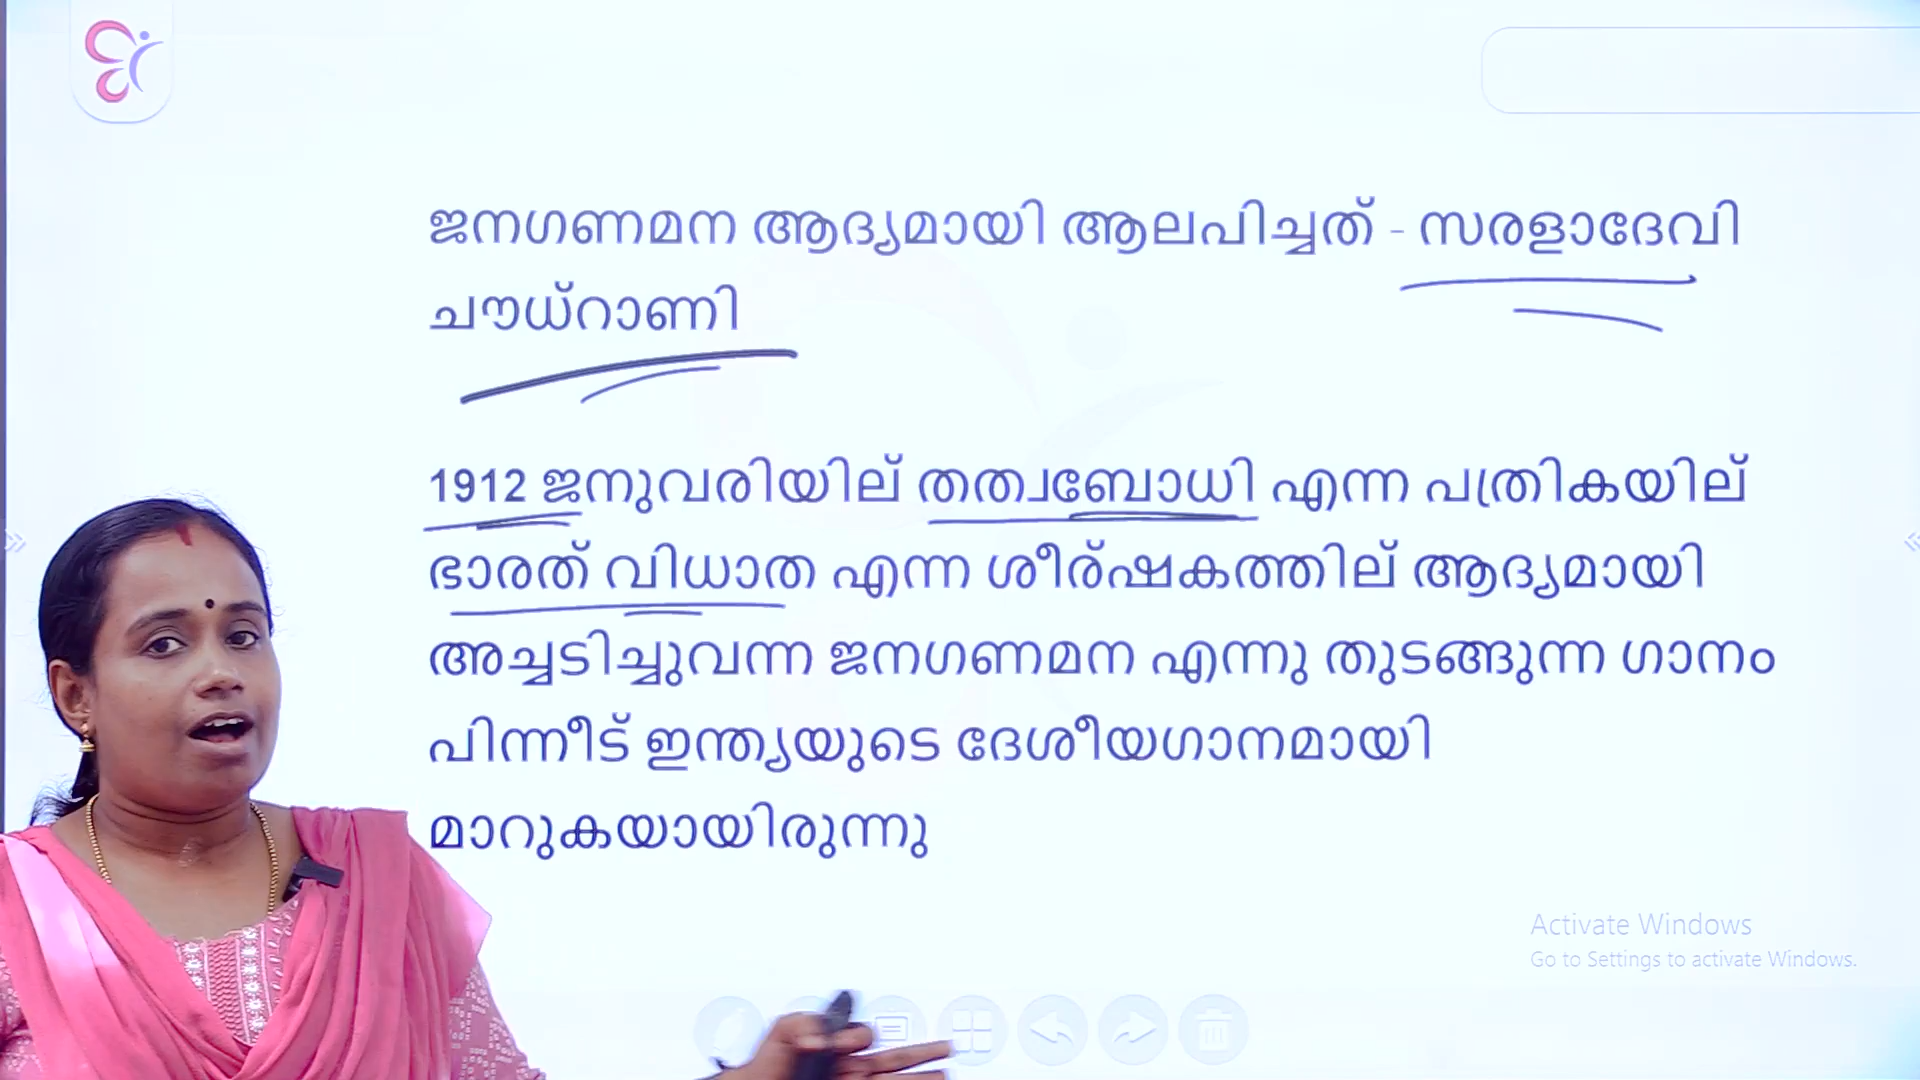 ജനഗണമന ആദ്യമായി ആലപിച്ചത് - സരളാദേവി
ചൗധ്റാണി
1912 ജനുവരിയില് തത്വബോധി എന്ന പത്രികയില്
ഭാരത് വിധാത എന്ന ശീര്ഷകത്തില് ആദ്യമായി
അച്ചടിച്ചുവന്ന ജനഗണമന എന്നു തുടങ്ങുന്ന ഗാനം
പിന്നീട് ഇന്ത്യയുടെ ദേശീയഗാനമായി
മാറുകയായിരുന്നു
Activate Windows
Go to Settings to activate Windows.